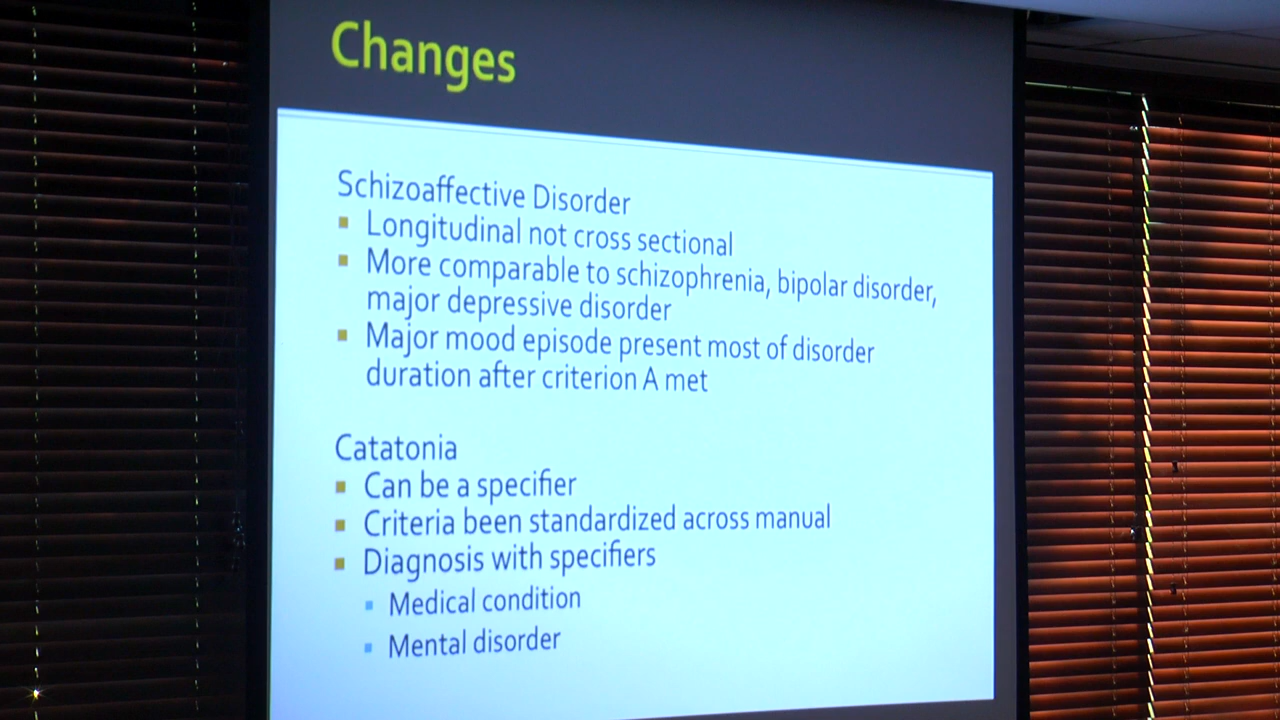 Changes
Schizoaffective Disorder
Longitudinal not cross sectional
More comparable to schizophrenia, bipolar disorder,
major depressive disorder
Major mood episode present most of disorder
duration after criterion A met
Catatonia
Can be a specifier
Criteria been standardized across manual
Diagnosis with specifiers
Medical condition
Mental disorder